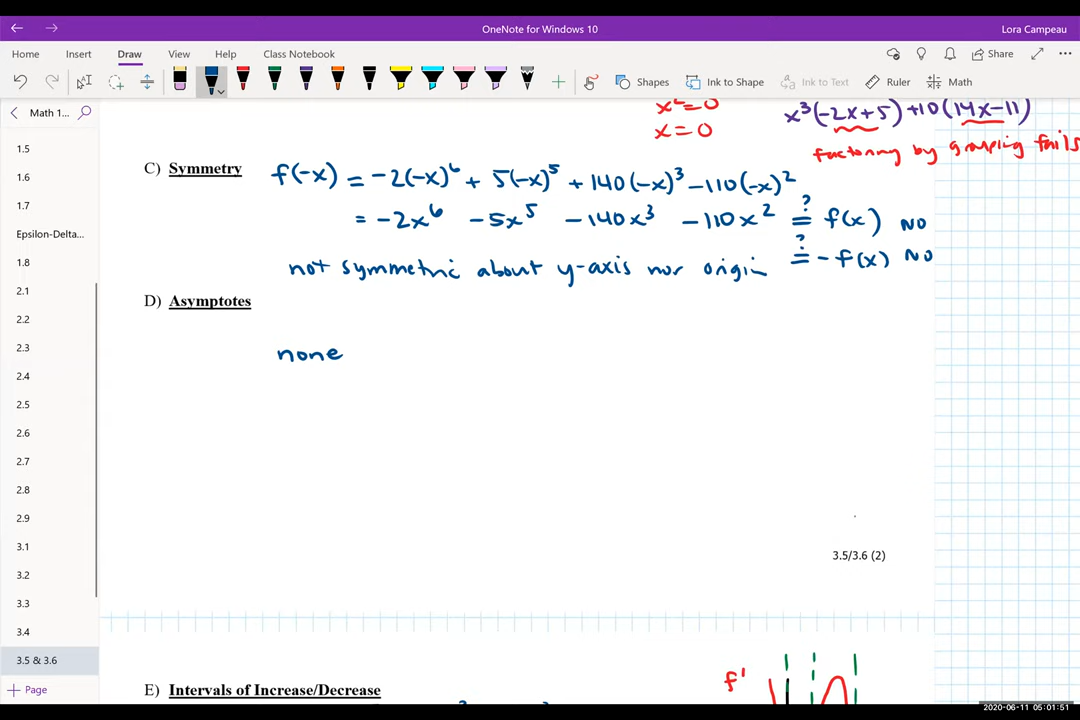 OneNote for Windows 10
Lora Campeau
Home Insert Draw View Help Class Notebook
Share
Shapes Ink to Shape Ink to Text Ruler Math
Math 1...
1.5
1.6
1.7
Epsilon-Delta...
1.8
2.1
2.2
2.3
2.4
2.5
2.6
2.7
2.8
2.9
3.1
3.2
3.3
3.4
3.5 & 3.6
Page
x² = 0
x = 0
x³(-2x+5) + 10(14x-11)
factoring by grouping fails
C) Symmetry
f(-x) = -2(-x)⁶ + 5(-x)⁵ + 140(-x)³ - 110(-x)²
= -2x⁶ - 5x⁵ - 140x³ - 110x² ≟ f(x) NO
≟ -f(x) NO
not symmetric about y-axis nor origin
D) Asymptotes
none
3.5/3.6 (2)
E) Intervals of Increase/Decrease
f'
2020-06-11 05:01:51